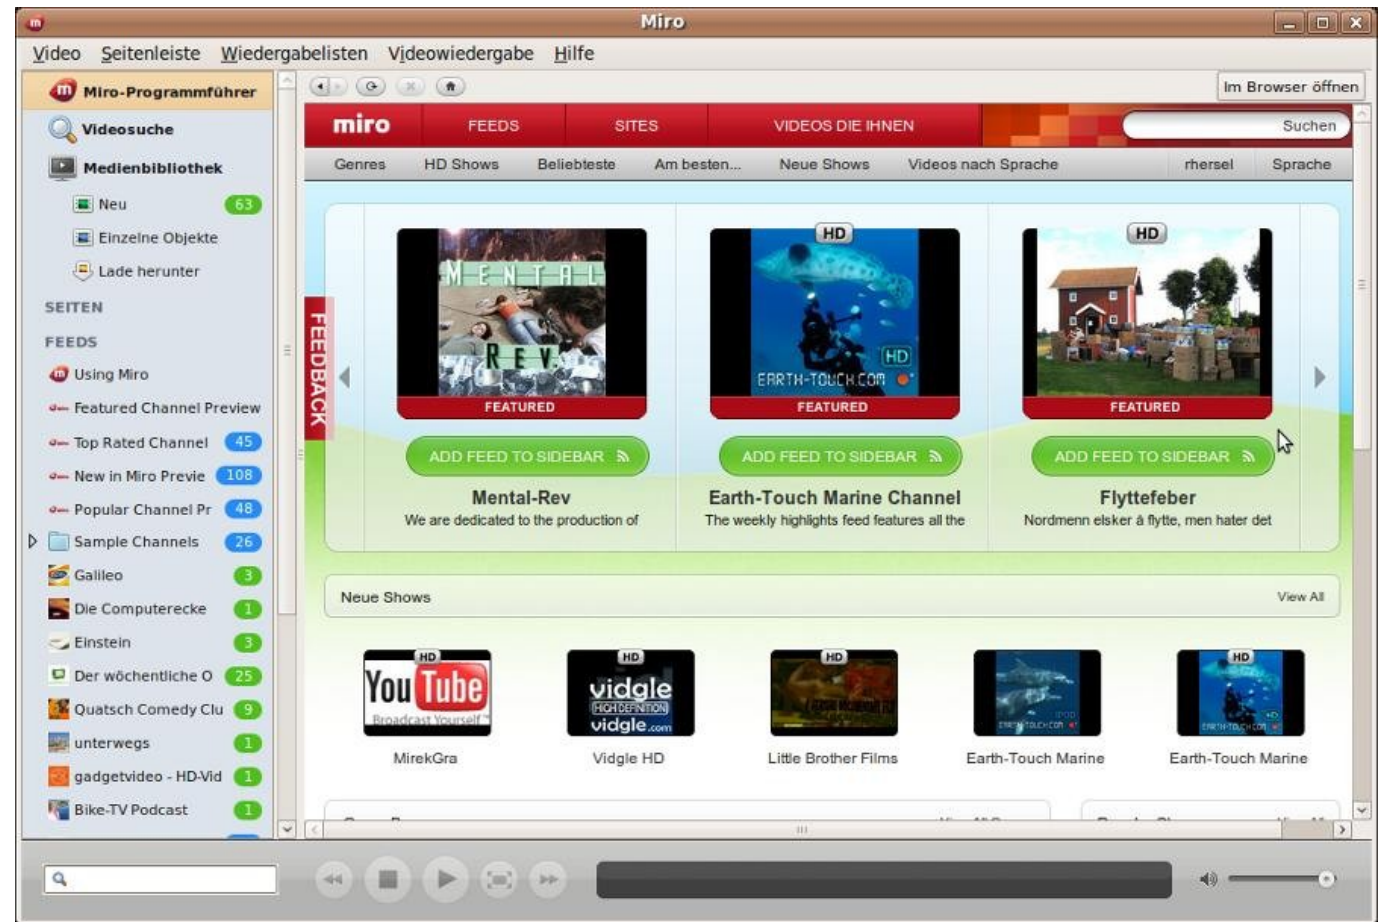 Miro
Video Seitenleiste Wiedergabelisten Videowiedergabe Hilfe
Miro-Programmführer
Videosuche
Medienbibliothek
Neu 63
Einzelne Objekte
Lade herunter
SEITEN
FEEDS
Using Miro
Featured Channel Preview
Top Rated Channel 45
New in Miro Previe 108
Popular Channel Pr 48
Sample Channels 26
Galileo 3
Die Computerecke 1
Einstein 3
Der wöchentliche O 25
Quatsch Comedy Clu 9
unterwegs 1
gadgetvideo - HD-Vid 1
Bike-TV Podcast 1
Im Browser öffnen
miro FEEDS SITES VIDEOS DIE IHNEN Suchen
Genres HD Shows Beliebteste Am besten... Neue Shows Videos nach Sprache rhersel Sprache
FEEDBACK
HD HD
MENTAL
REV.
HD
EARTH-TOUCH.COM
FEATURED FEATURED FEATURED
ADD FEED TO SIDEBAR ADD FEED TO SIDEBAR ADD FEED TO SIDEBAR
Mental-Rev Earth-Touch Marine Channel Flyttefeber
We are dedicated to the production of The weekly highlights feed features all the Nordmenn elsker å flytte, men hater det
Neue Shows View All
HD HD HD HD
YouTube
Broadcast Yourself
vidgle
HIGH DEFINITION
vidgle.com
EARTH-TOUCH.COM
EARTH-TOUCH.COM
MirekGra Vidgle HD Little Brother Films Earth-Touch Marine Earth-Touch Marine